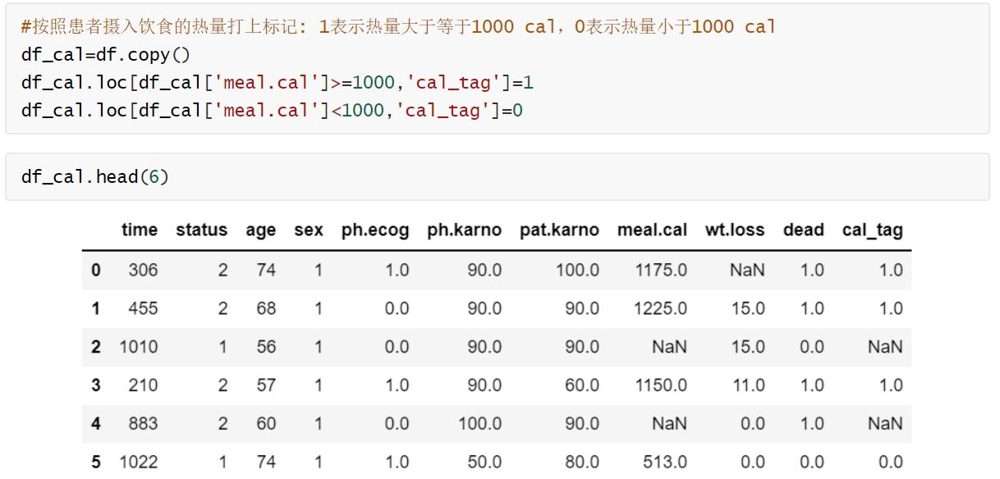 #按照患者摄入饮食的热量打上标记: 1表示热量大于等于1000 cal, 0表示热量小于1000 cal
df_cal=df.copy()
df_cal.loc[df_cal['meal.cal']>=1000,'cal_tag']=1
df_cal.loc[df_cal['meal.cal']<1000,'cal_tag']=0
df_cal.head(6)
time status age sex ph.ecog ph.karno pat.karno meal.cal wt.loss dead cal_tag
0 306 2 74 1 1.0 90.0 100.0 1175.0 NaN 1.0 1.0
1 455 2 68 1 0.0 90.0 90.0 1225.0 15.0 1.0 1.0
2 1010 1 56 1 0.0 90.0 90.0 NaN 15.0 0.0 NaN
3 210 2 57 1 1.0 90.0 60.0 1150.0 11.0 1.0 1.0
4 883 2 60 1 0.0 100.0 90.0 NaN 0.0 1.0 NaN
5 1022 1 74 1 1.0 50.0 80.0 513.0 0.0 0.0 0.0